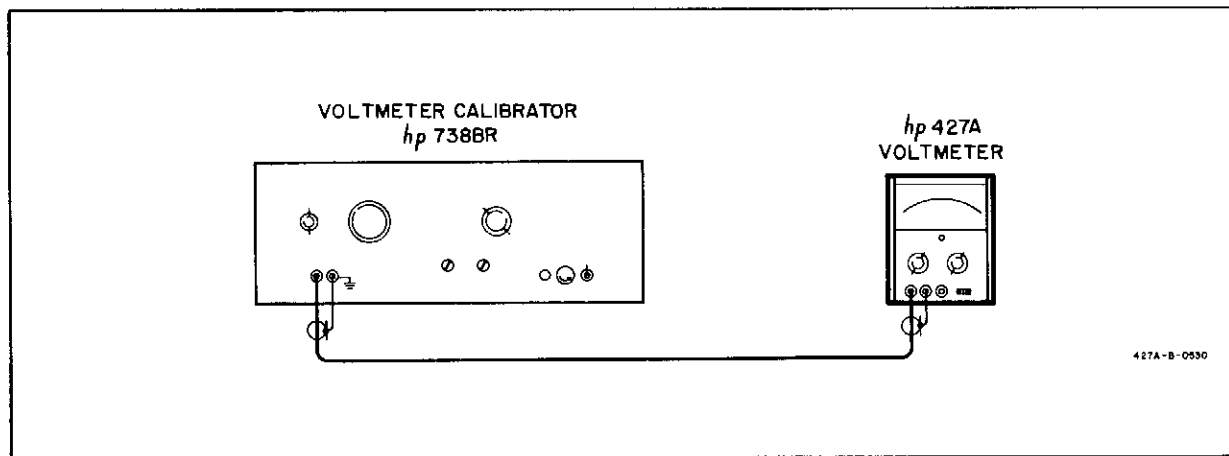 VOLTMETER CALIBRATOR
hp 738BR
hp 427A
VOLTMETER
427A-B-0530